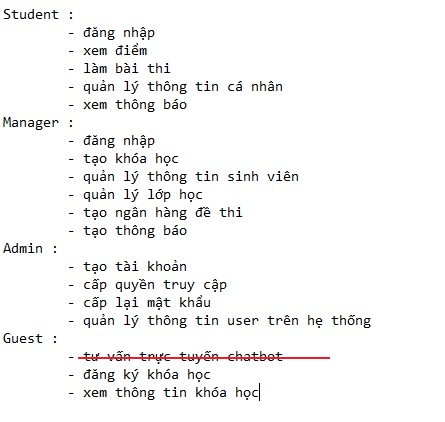 Student :
- đăng nhập
- xem điểm
- làm bài thi
- quản lý thông tin cá nhân
- xem thông báo
Manager :
- đăng nhập
- tạo khóa học
- quản lý thông tin sinh viên
- quản lý lớp học
- tạo ngân hàng đề thi
- tạo thông báo
Admin :
- tạo tài khoản
- cấp quyền truy cập
- cấp lại mật khẩu
- quản lý thông tin user trên hẹ thống
Guest :
- tư vấn trực tuyến chatbot
- đăng ký khóa học
- xem thông tin khóa học